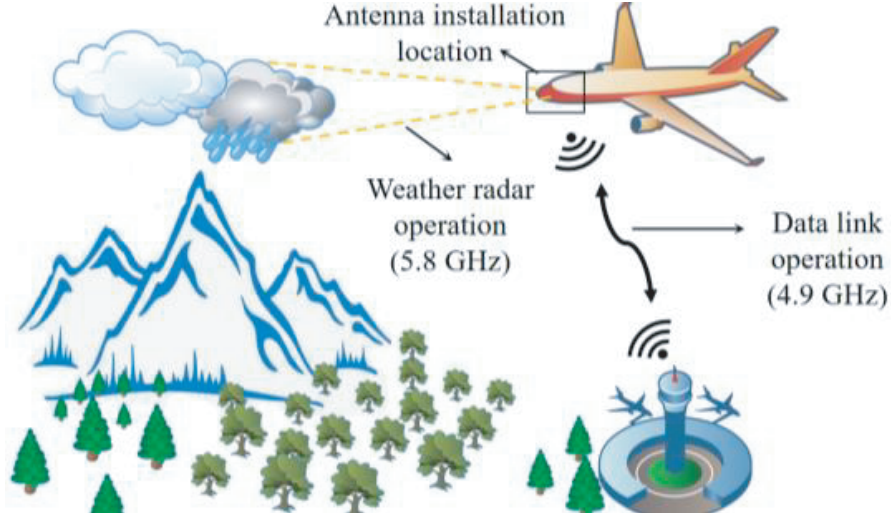 Antenna installation
location
Weather radar
operation
(5.8 GHz)
Data link
operation
(4.9 GHz)